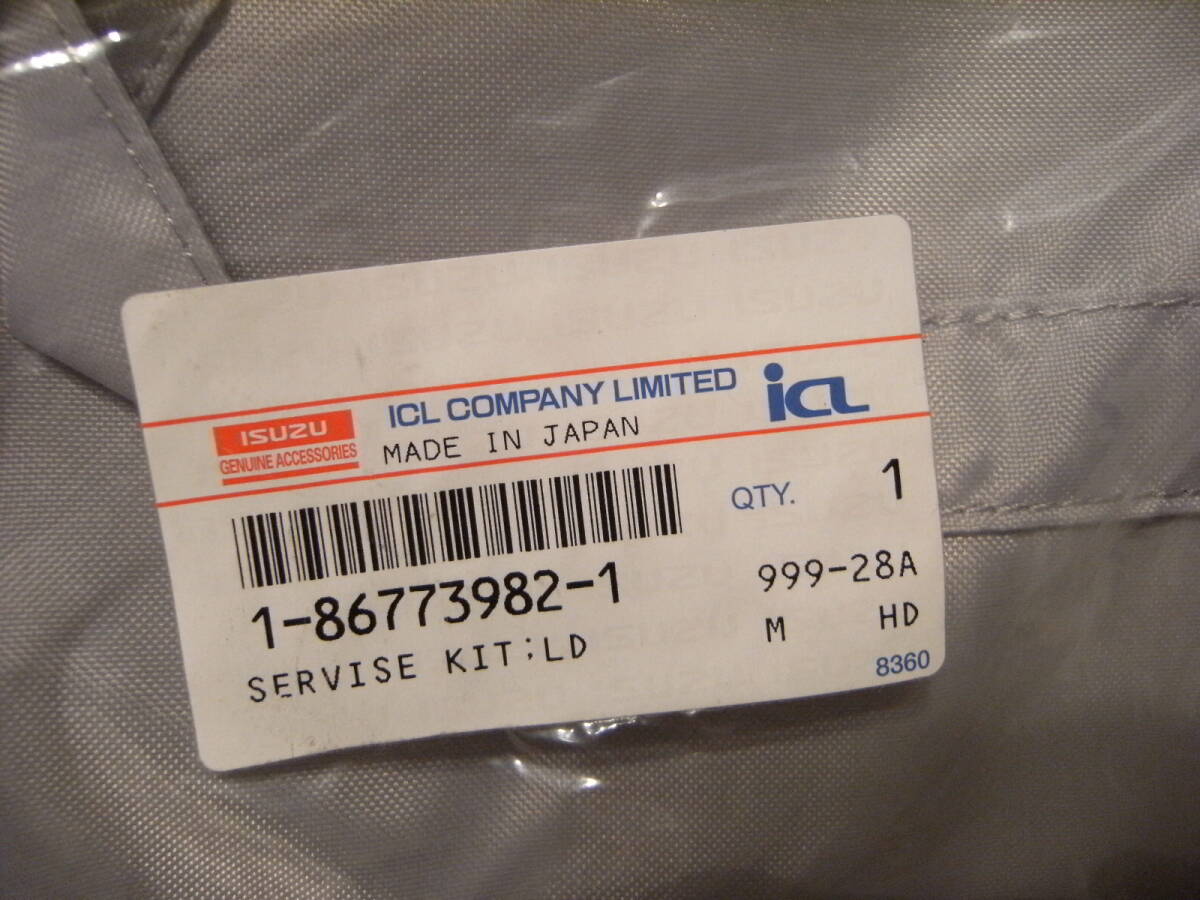 ISUZU
GENUINE ACCESSORIES
ICL COMPANY LIMITED
MADE IN JAPAN
icl
QTY. 1
1-86773982-1
999-28A
SERVISE KIT;LD
M HD
8360